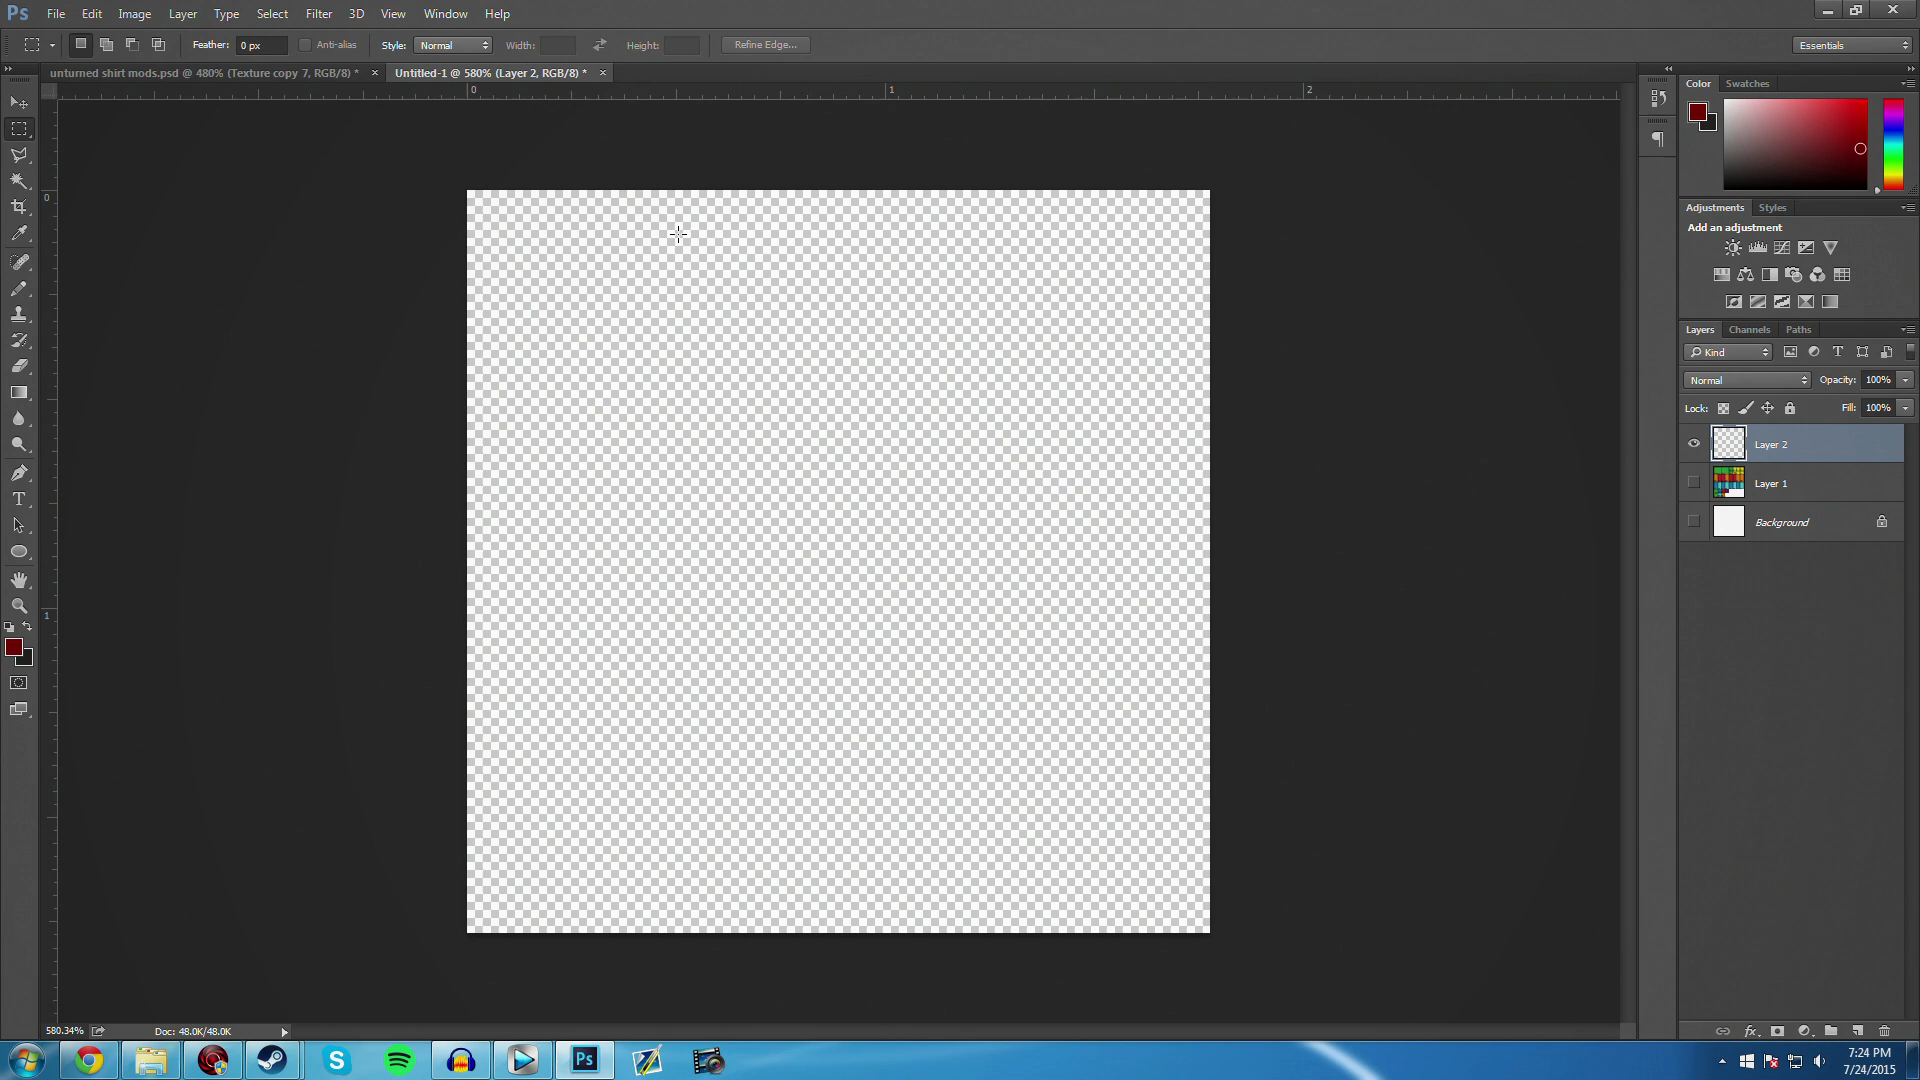 Ps File Edit Image Layer Type Select Filter 3D View Window Help
Feather: 0 px Anti-alias Style: Normal Width: Height: Refine Edge... Essentials
unturned shirt mods.psd @ 480% (Texture copy 7, RGB/8) * × Untitled-1 @ 580% (Layer 2, RGB/8) * ×
0 1 2
0
1
Color Swatches
Adjustments Styles
Add an adjustment
Layers Channels Paths
Kind T
Normal Opacity: 100%
Lock: Fill: 100%
Layer 2
Layer 1
Background
T
fx
580.34% Doc: 48.0K/48.0K
S Ps
7:24 PM
7/24/2015